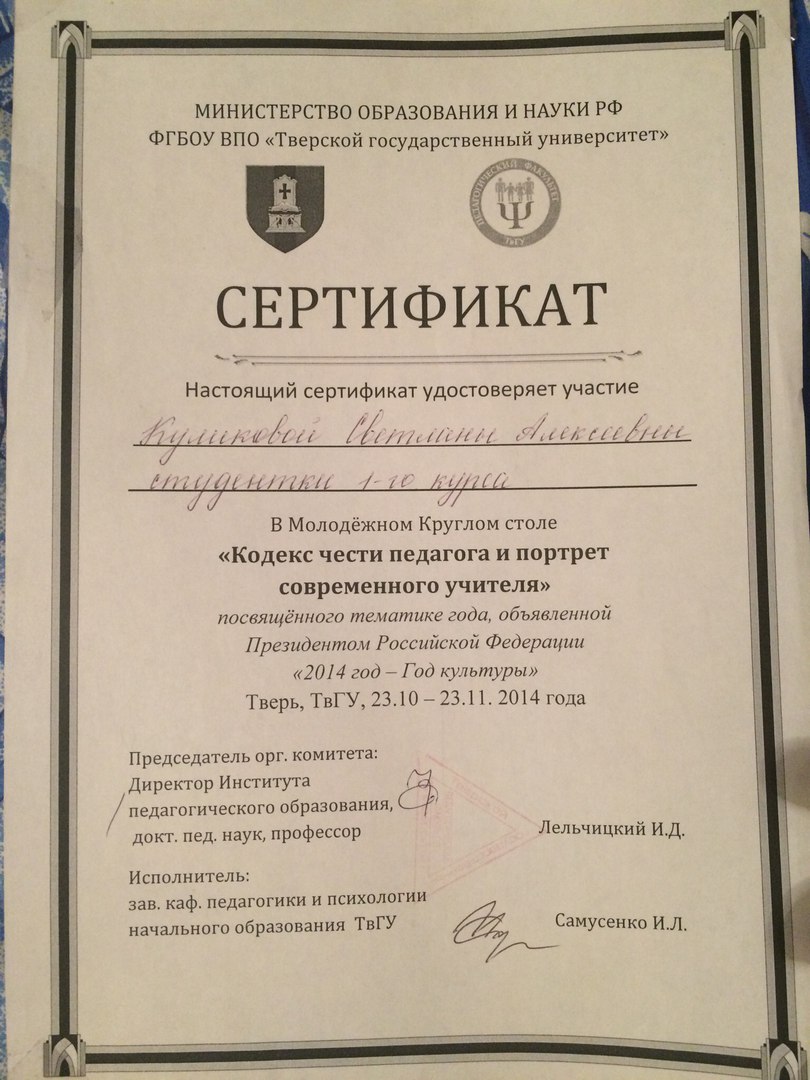 МИНИСТЕРСТВО ОБРАЗОВАНИЯ И НАУКИ РФ
ФГБОУ ВПО «Тверской государственный университет»
ПЕДАГОГИЧЕСКИЙ ФАКУЛЬТЕТ
ТвГУ
СЕРТИФИКАТ
Настоящий сертификат удостоверяет участие
Куликовой Светланы Алексеевны
студентки 1-го курса
В Молодёжном Круглом столе
«Кодекс чести педагога и портрет
современного учителя»
посвящённого тематике года, объявленной
Президентом Российской Федерации
«2014 год – Год культуры»
Тверь, ТвГУ, 23.10 – 23.11. 2014 года
Председатель орг. комитета:
Директор Института
педагогического образования,
докт. пед. наук, профессор
Лельчицкий И.Д.
Исполнитель:
зав. каф. педагогики и психологии
начального образования ТвГУ
Самусенко И.Л.